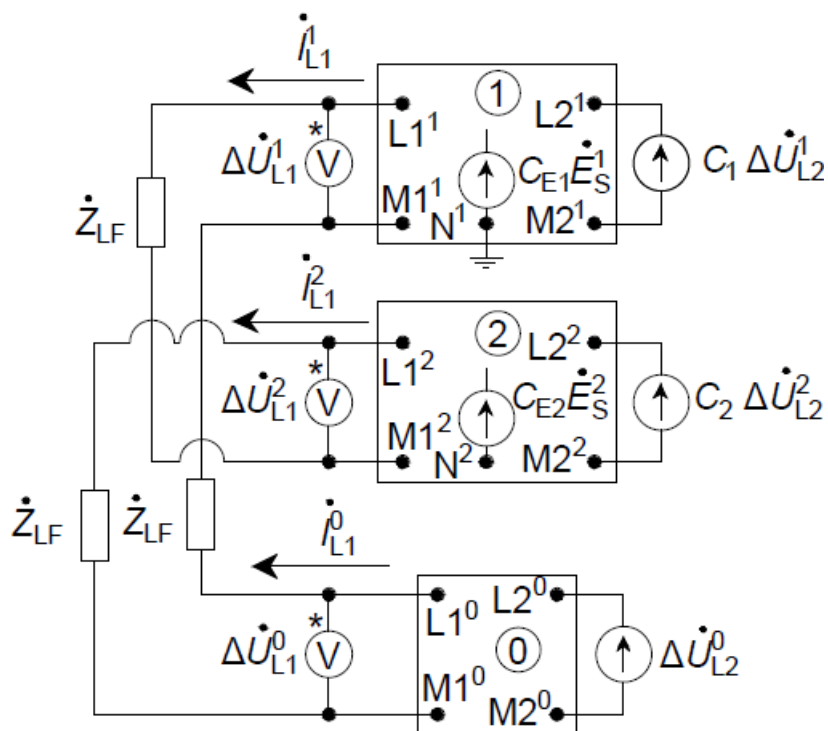 İ¹L1
1
L1¹
L2¹
*
ΔU̇¹L1
V
CE1Ė¹S
C1 ΔU̇¹L2
M1¹
N¹
M2¹
ŻLF
İ²L1
2
L1²
L2²
*
ΔU̇²L1
V
CE2Ė²S
C2 ΔU̇²L2
M1²
N²
M2²
ŻLF
ŻLF
İ⁰L1
L1⁰
L2⁰
*
ΔU̇⁰L1
V
0
ΔU̇⁰L2
M1⁰
M2⁰